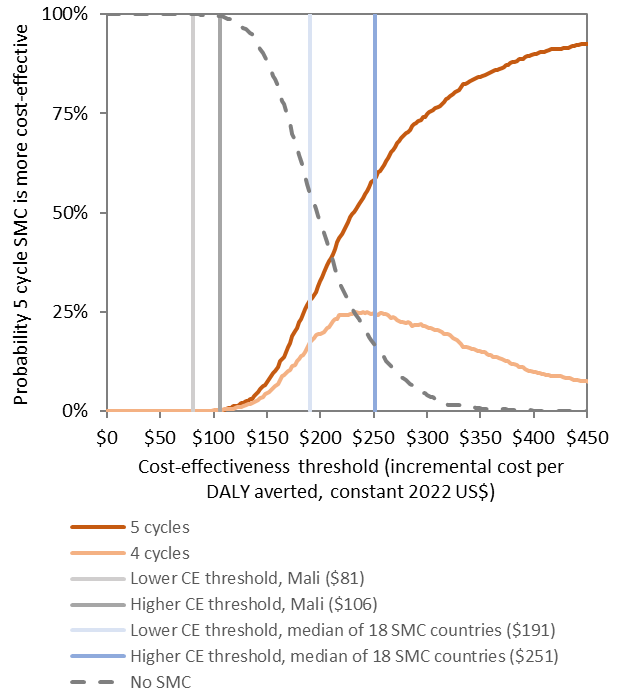 Probability 5 cycle SMC is more cost-effective
100%
75%
50%
25%
0%
$0 $50 $100 $150 $200 $250 $300 $350 $400 $450
Cost-effectiveness threshold (incremental cost per
DALY averted, constant 2022 US$)
5 cycles
4 cycles
Lower CE threshold, Mali ($81)
Higher CE threshold, Mali ($106)
Lower CE threshold, median of 18 SMC countries ($191)
Higher CE threshold, median of 18 SMC countries ($251)
No SMC